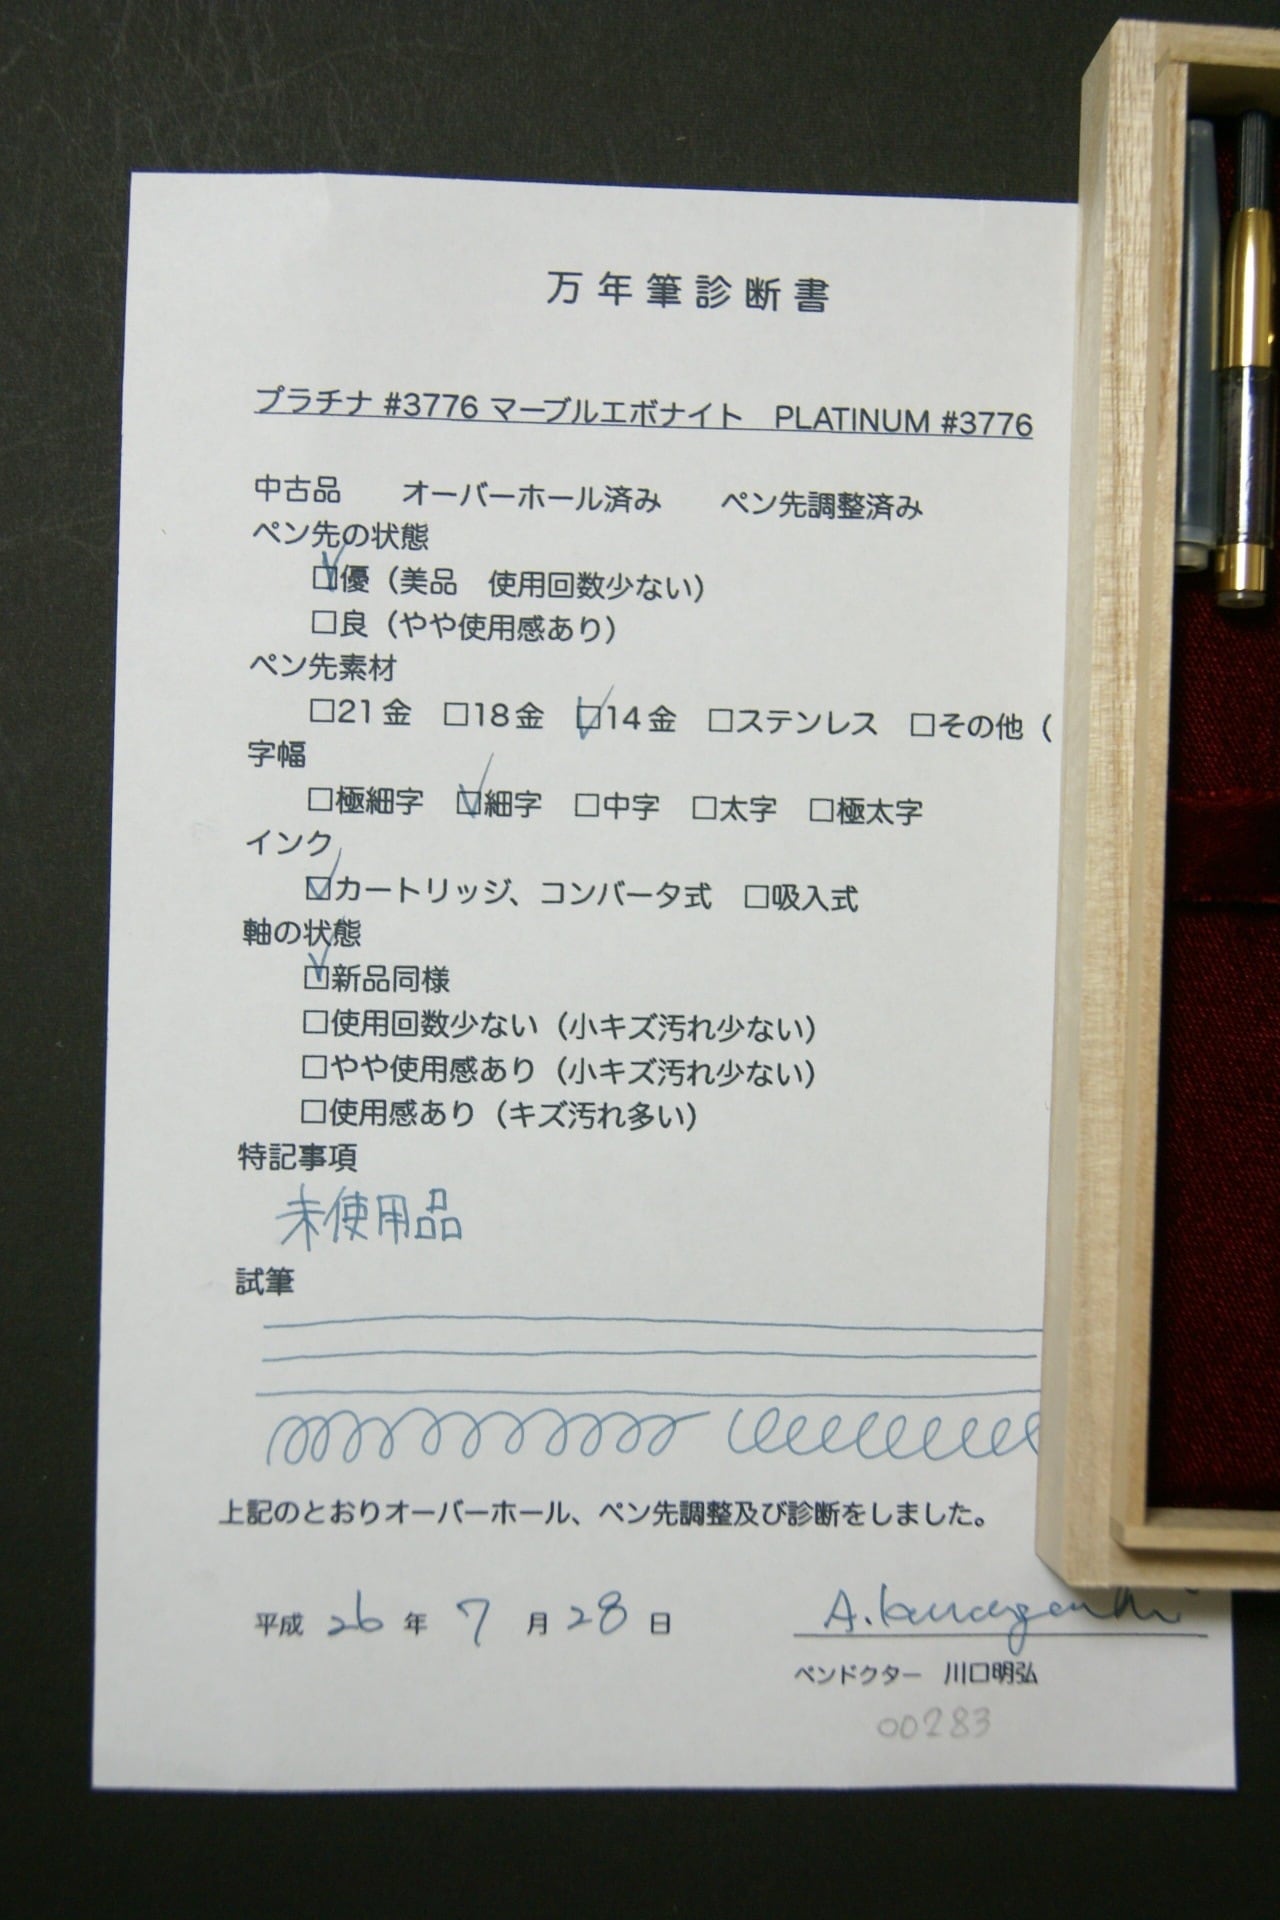 万年筆診断書
プラチナ #3776 マーブルエボナイト　PLATINUM #3776
中古品　　オーバーホール済み　　ペン先調整済み
ペン先の状態
☑優（美品　使用回数少ない）
□良（やや使用感あり）
ペン先素材
□21金　□18金　☑14金　□ステンレス　□その他（
字幅
□極細字　☑細字　□中字　□太字　□極太字
インク
☑カートリッジ、コンバータ式　□吸入式
軸の状態
☑新品同様
□使用回数少ない（小キズ汚れ少ない）
□やや使用感あり（小キズ汚れ少ない）
□使用感あり（キズ汚れ多い）
特記事項
未使用品
試筆
上記のとおりオーバーホール、ペン先調整及び診断をしました。
平成 26 年 7 月 28 日
A.
ペンドクター　川口明弘
00283